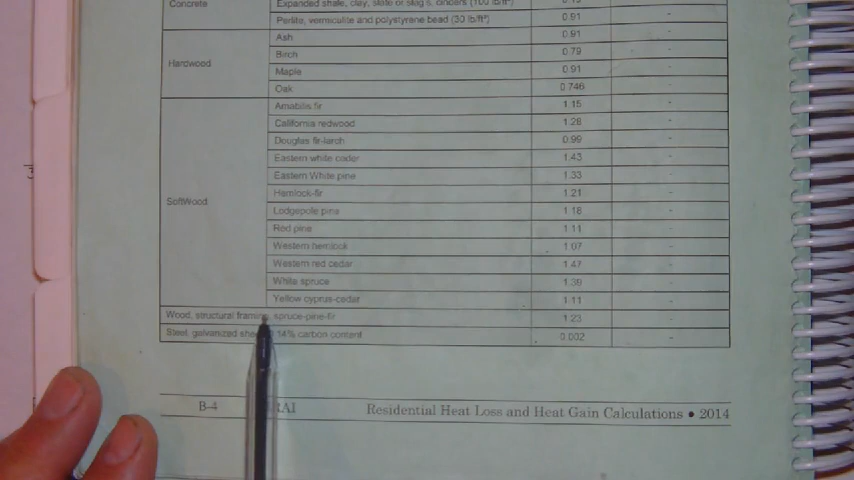 Concrete Expanded shale, clay, slate or slag s, cinders (100 lb/ft³)
Perlite, vermiculite and polystyrene bead (30 lb/ft³) 0.91 -
Hardwood
Ash 0.91 -
Birch 0.79 -
Maple 0.91 -
Oak 0.746 -
SoftWood
Amabilis fir 1.15 -
California redwood 1.28 -
Douglas fir-larch 0.99 -
Eastern white ceder 1.43 -
Eastern White pine 1.33 -
Hemlock-fir 1.21 -
Lodgepole pine 1.18 -
Red pine 1.11 -
Western hemlock 1.07 -
Western red cedar 1.47 -
White spruce 1.39 -
Yellow cyprus-cedar 1.11 -
Wood, structural framing, spruce-pine-fir 1.23 -
Steel, galvanized 14% carbon content 0.002 -
B-4 RAI Residential Heat Loss and Heat Gain Calculations • 2014